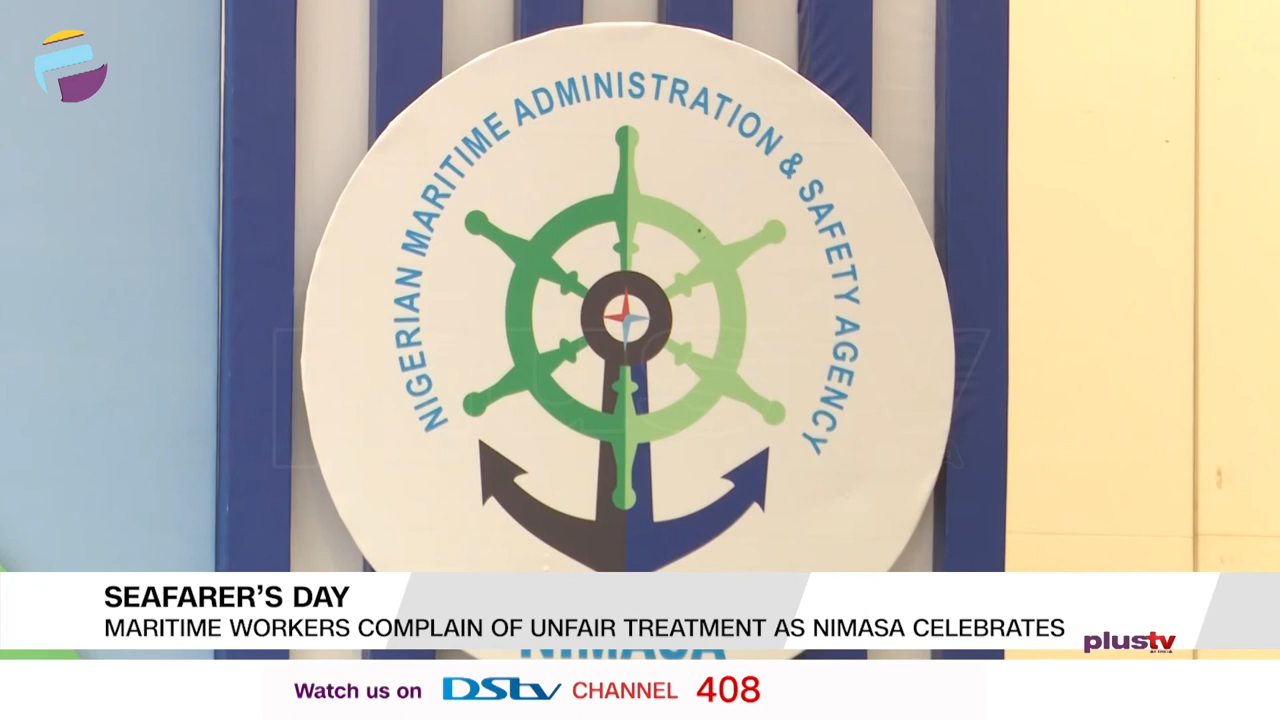 NIGERIAN MARITIME ADMINISTRATION & SAFETY AGENCY
SEAFARER'S DAY
MARITIME WORKERS COMPLAIN OF UNFAIR TREATMENT AS NIMASA CELEBRATES
plustv
NIMASA
Watch us on DStv CHANNEL 408